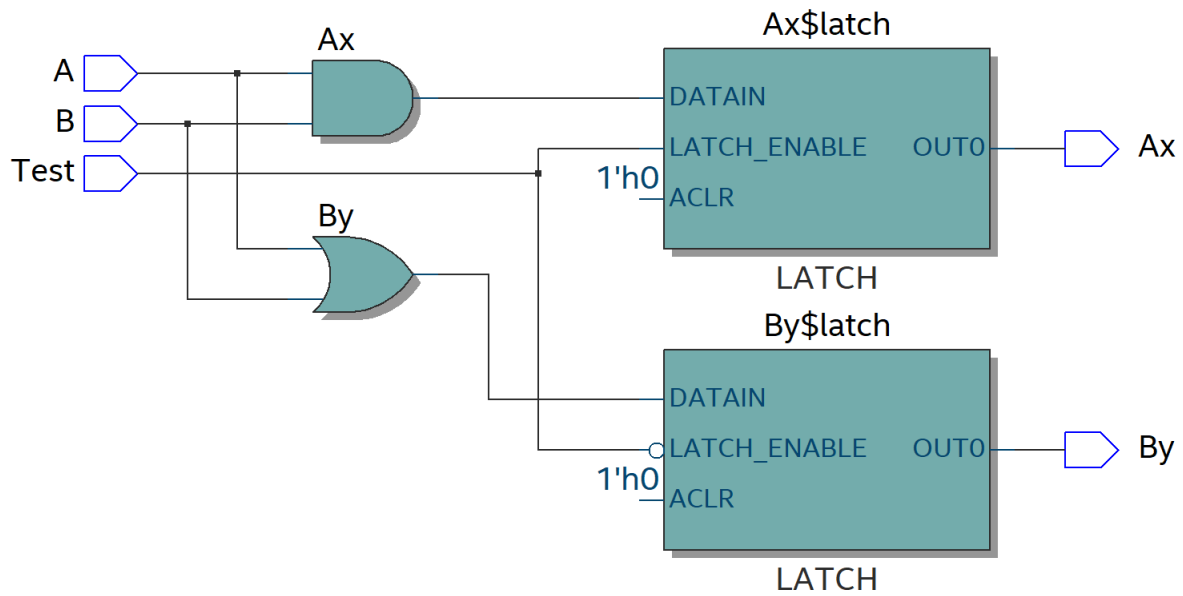 Ax$latch
Ax
A
DATAIN
B
LATCH_ENABLE OUT0
Ax
Test
1'h0
ACLR
By
LATCH
By$latch
DATAIN
LATCH_ENABLE OUT0
By
1'h0
ACLR
LATCH